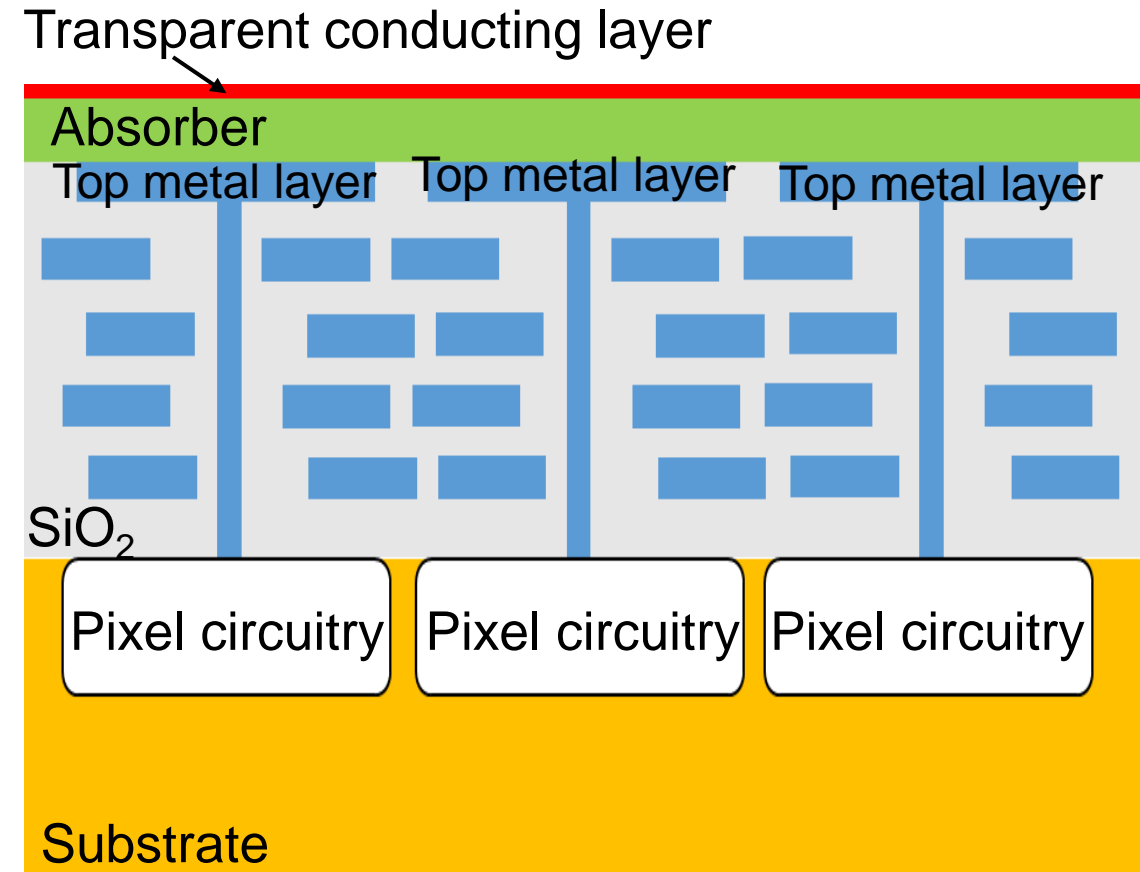 Transparent conducting layer
Absorber
Top metal layer
Top metal layer
Top metal layer
SiO₂
Pixel circuitry
Pixel circuitry
Pixel circuitry
Substrate